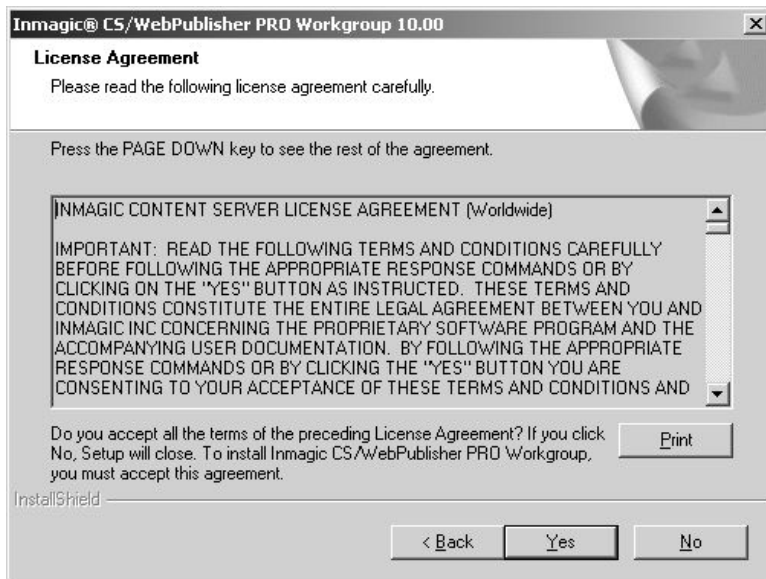 Inmagic® CS/WebPublisher PRO Workgroup 10.00
License Agreement
Please read the following license agreement carefully.
Press the PAGE DOWN key to see the rest of the agreement.
INMAGIC CONTENT SERVER LICENSE AGREEMENT (Worldwide)
IMPORTANT: READ THE FOLLOWING TERMS AND CONDITIONS CAREFULLY
BEFORE FOLLOWING THE APPROPRIATE RESPONSE COMMANDS OR BY
CLICKING ON THE "YES" BUTTON AS INSTRUCTED. THESE TERMS AND
CONDITIONS CONSTITUTE THE ENTIRE LEGAL AGREEMENT BETWEEN YOU AND
INMAGIC INC CONCERNING THE PROPRIETARY SOFTWARE PROGRAM AND THE
ACCOMPANYING USER DOCUMENTATION. BY FOLLOWING THE APPROPRIATE
RESPONSE COMMANDS OR BY CLICKING THE "YES" BUTTON YOU ARE
CONSENTING TO YOUR ACCEPTANCE OF THESE TERMS AND CONDITIONS AND
Do you accept all the terms of the preceding License Agreement? If you click
No, Setup will close. To install Inmagic CS/WebPublisher PRO Workgroup,
you must accept this agreement.
Print
InstallShield
< Back
Yes
No